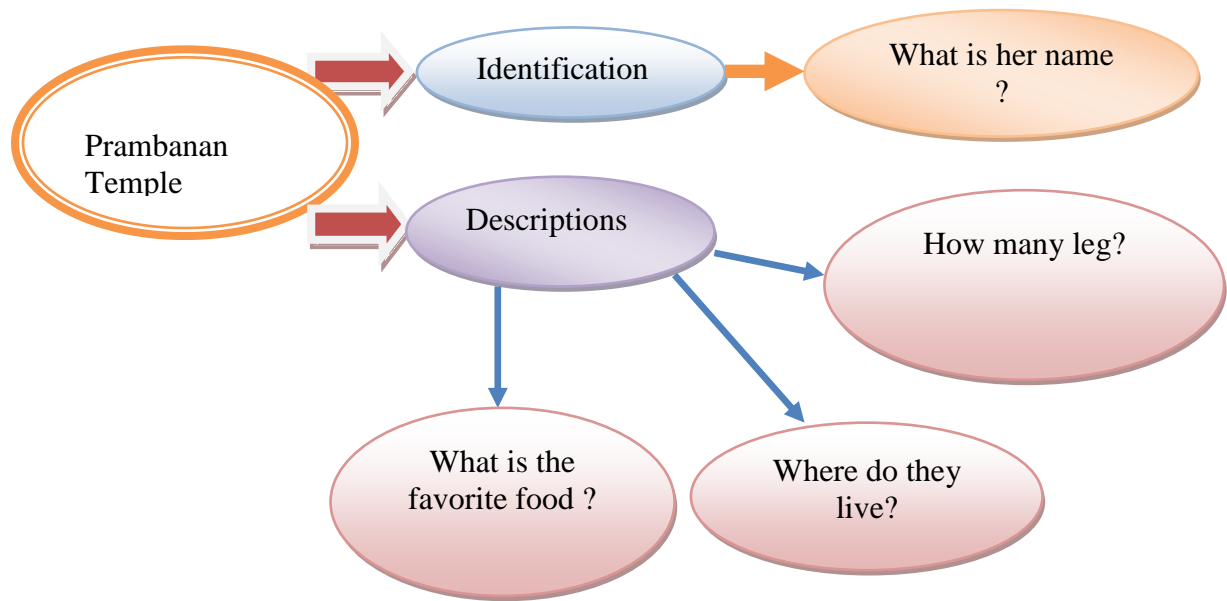 Prambanan
Temple
Identification
What is her name
?
Descriptions
How many leg?
What is the
favorite food ?
Where do they
live?